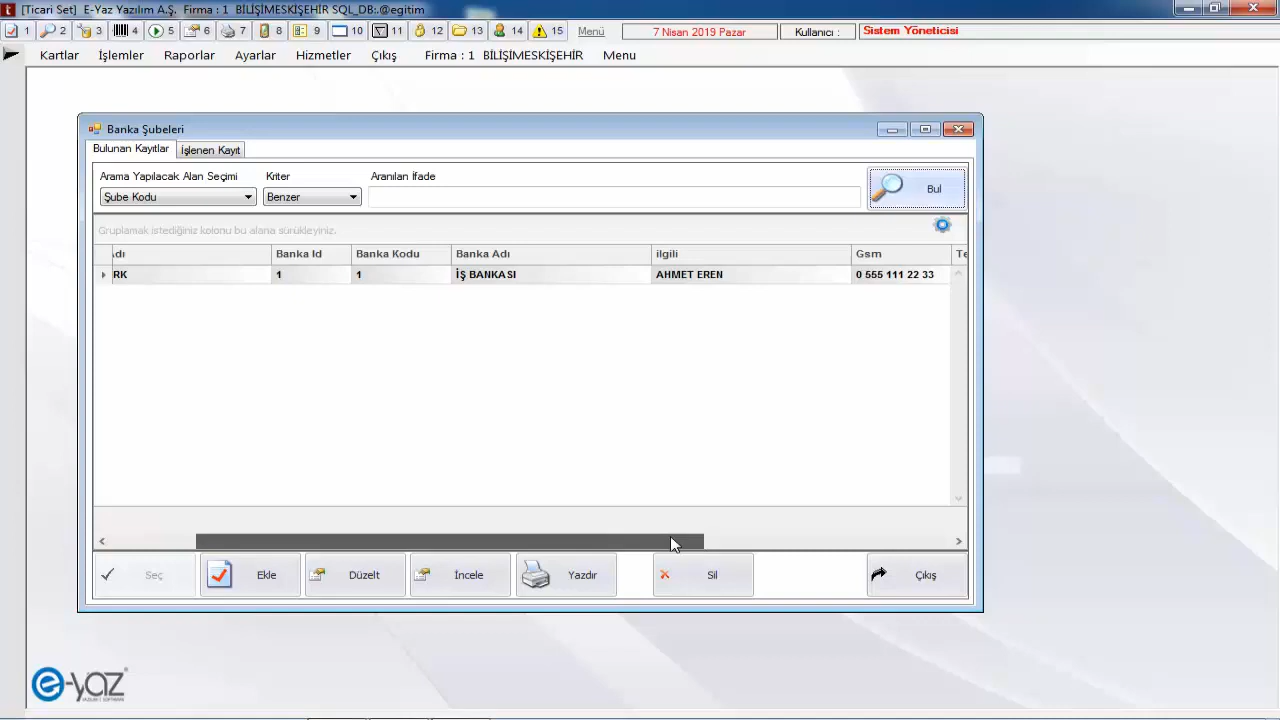 [Ticari Set] E-Yaz Yazılım A.Ş. Firma : 1 BİLİŞİMESKİŞEHİR SQL_DB:.@egitim
1 2 3 4 5 6 7 8 9 10 11 12 13 14 15 Menü 7 Nisan 2019 Pazar Kullanıcı : Sistem Yöneticisi
Kartlar İşlemler Raporlar Ayarlar Hizmetler Çıkış Firma : 1 BİLİŞİMESKİŞEHİR Menu
Banka Şubeleri
Bulunan Kayıtlar İşlenen Kayıt
Arama Yapılacak Alan Seçimi Kriter Aranılan İfade
Şube Kodu Benzer Bul
Gruplamak istediğiniz kolonu bu alana sürükleyiniz.
dı Banka Id Banka Kodu Banka Adı ilgili Gsm Te
RK 1 1 İŞ BANKASI AHMET EREN 0 555 111 22 33
Seç Ekle Düzelt İncele Yazdır Sil Çıkış
e-yaz